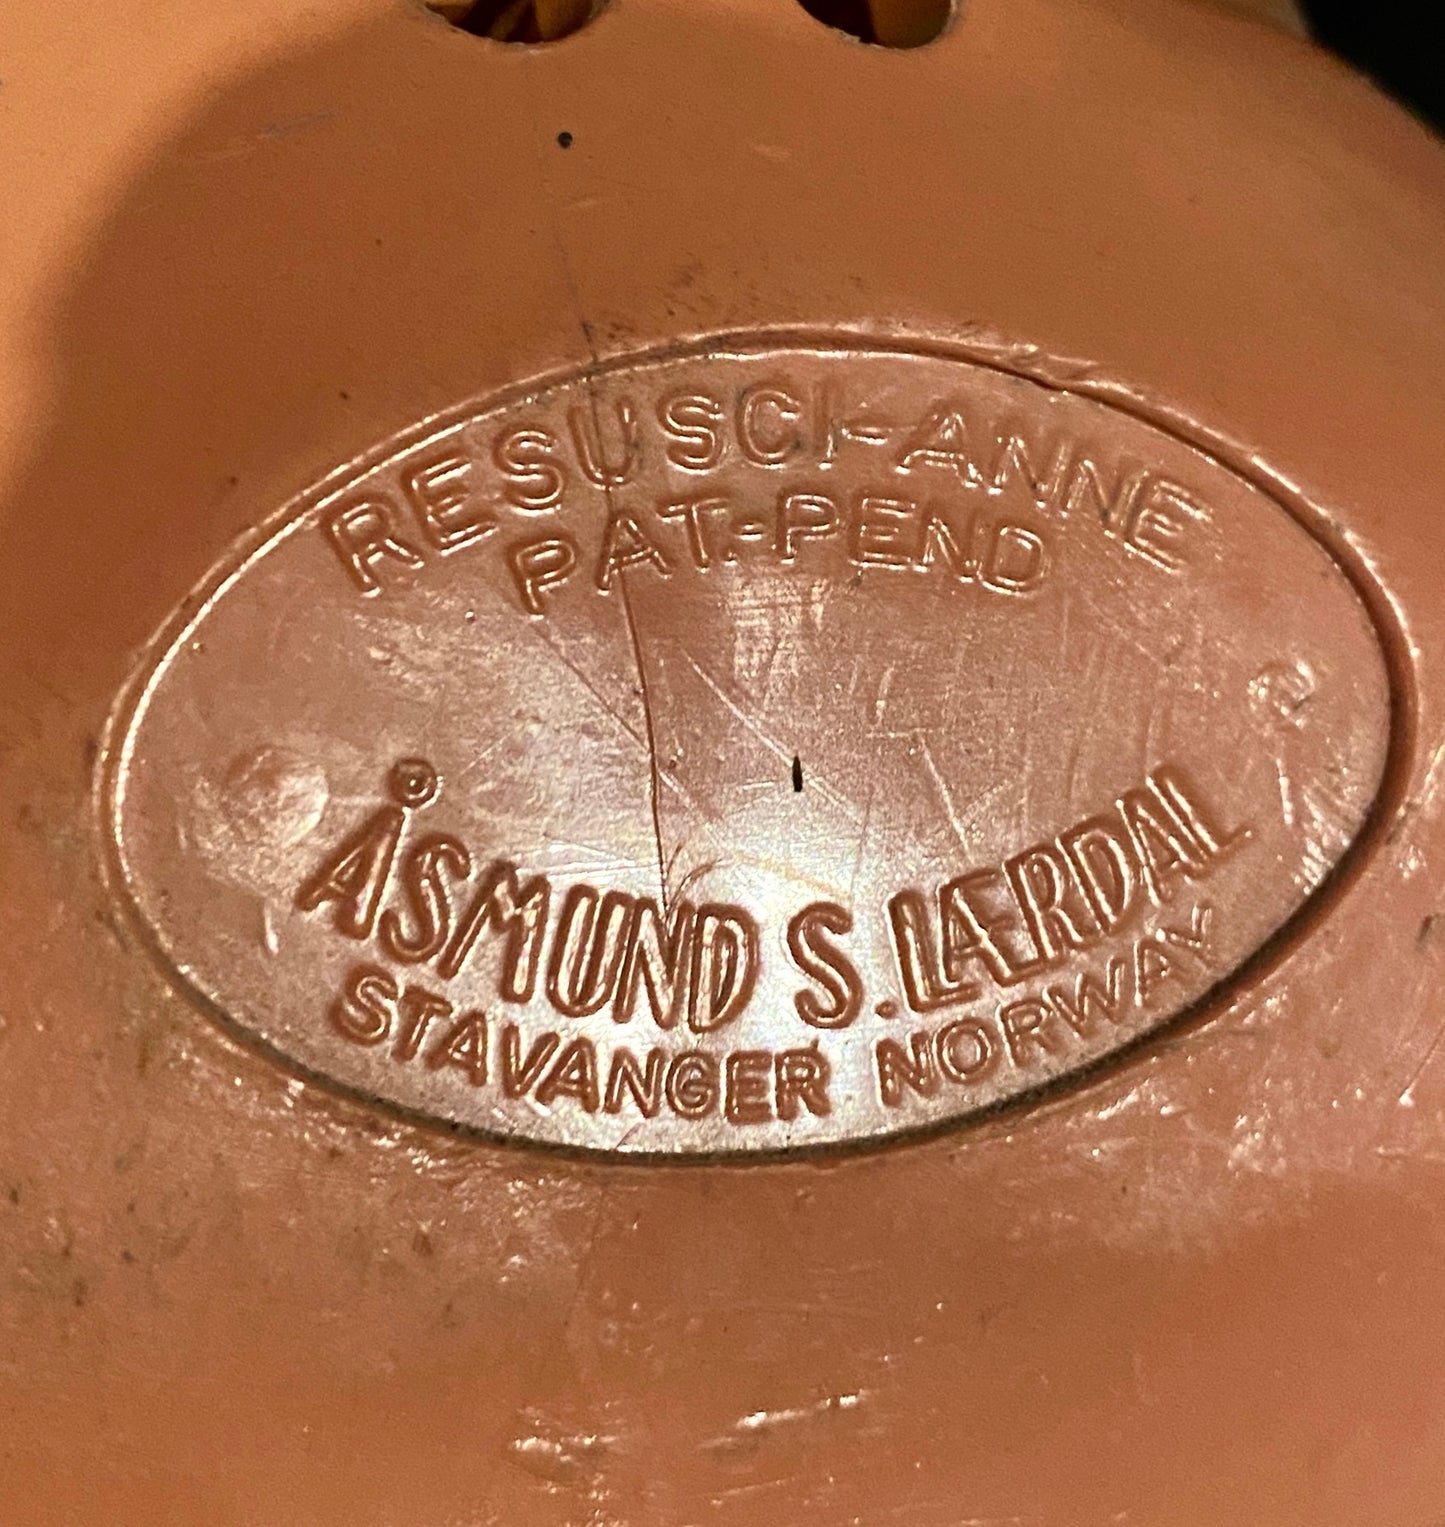 RESUSCI-ANNE
PAT.-PEND
ÅSMUND S. LÆRDAL
STAVANGER NORWAY